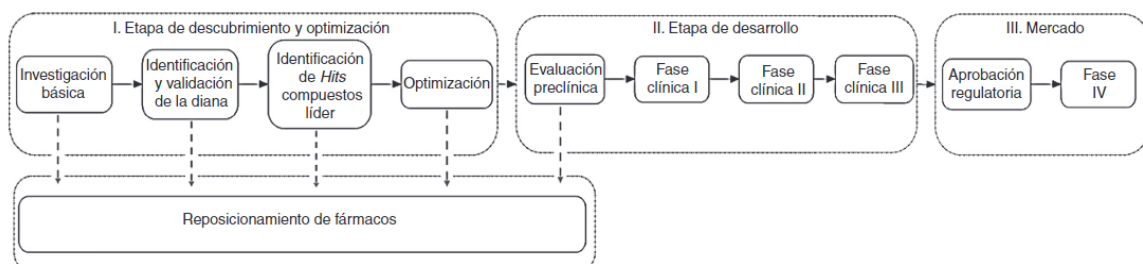 I. Etapa de descubrimiento y optimización
Investigación
básica
Identificación
y validación
de la diana
Identificación
de Hits
compuestos
líder
Optimización
II. Etapa de desarrollo
Evaluación
preclínica
Fase
clínica I
Fase
clínica II
Fase
clínica III
III. Mercado
Aprobación
regulatoria
Fase
IV
Reposicionamiento de fármacos